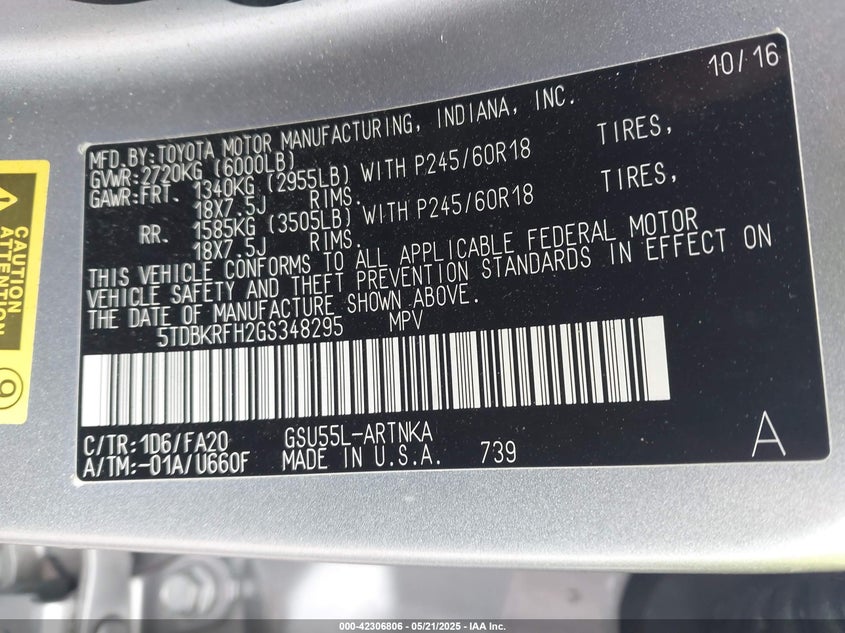 10/16
MFD.BY:TOYOTA MOTOR MANUFACTURING, INDIANA, INC.
GVWR:2720KG (6000LB)
GAWR:FRT. 1340KG (2955LB) WITH P245/60R18 TIRES,
18X7.5J RIMS.
RR. 1585KG (3505LB) WITH P245/60R18 TIRES,
18X7.5J RIMS.
THIS VEHICLE CONFORMS TO ALL APPLICABLE FEDERAL MOTOR
VEHICLE SAFETY AND THEFT PREVENTION STANDARDS IN EFFECT ON
THE DATE OF MANUFACTURE SHOWN ABOVE.
5TDBKRFH2GS348295 MPV
C/TR:1D6/FA20 GSU55L-ARTNKA
A/TM:-01A/U660F MADE IN U.S.A. 739
A
CAUTION
ATTENTION
9
000-42306806 - 05/21/2025 - IAA Inc.